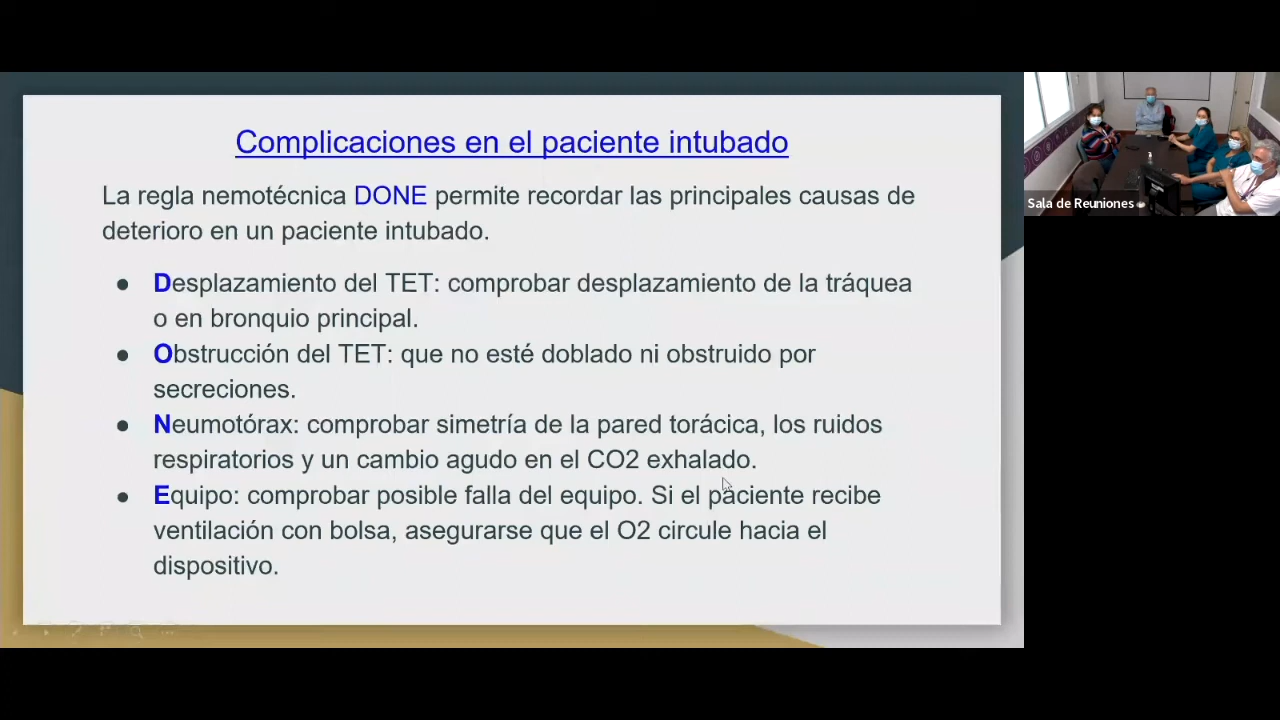 Complicaciones en el paciente intubado
La regla nemotécnica DONE permite recordar las principales causas de
deterioro en un paciente intubado.
● Desplazamiento del TET: comprobar desplazamiento de la tráquea
o en bronquio principal.
● Obstrucción del TET: que no esté doblado ni obstruido por
secreciones.
● Neumotórax: comprobar simetría de la pared torácica, los ruidos
respiratorios y un cambio agudo en el CO2 exhalado.
● Equipo: comprobar posible falla del equipo. Si el paciente recibe
ventilación con bolsa, asegurarse que el O2 circule hacia el
dispositivo.
Sala de Reuniones